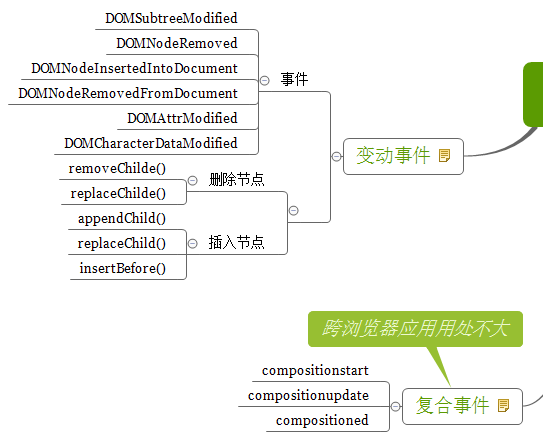 DOMSubtreeModified
DOMNodeRemoved
DOMNodeInsertedIntoDocument
DOMNodeRemovedFromDocument
DOMAttrModified
DOMCharacterDataModified
事件
removeChilde()
replaceChilde()
删除节点
appendChild()
replaceChild()
insertBefore()
插入节点
变动事件
跨浏览器应用用处不大
compositionstart
compositionupdate
compositioned
复合事件